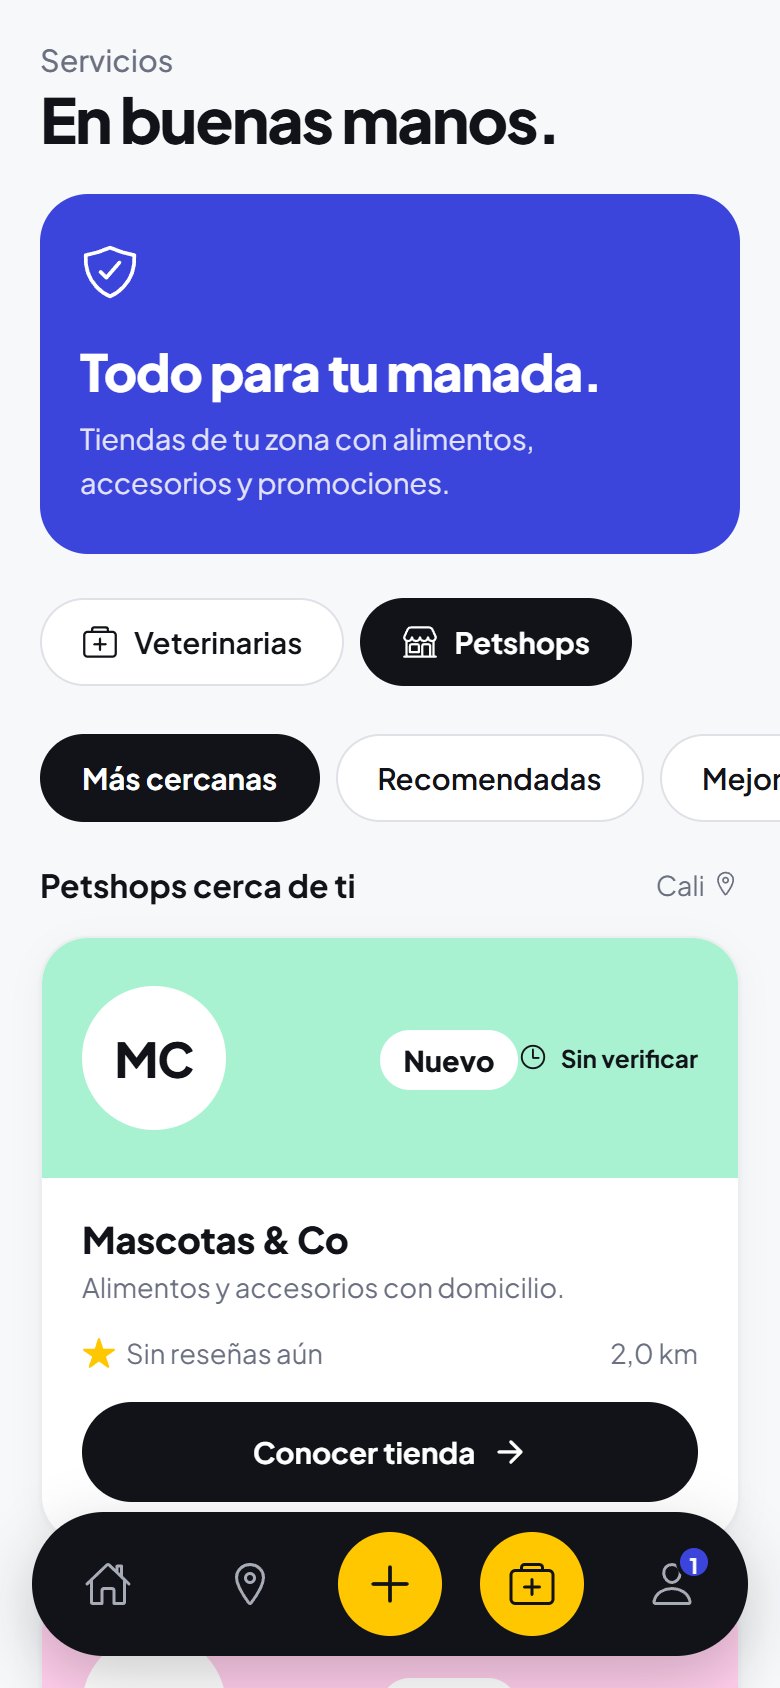 Servicios
En buenas manos.
Todo para tu manada.
Tiendas de tu zona con alimentos,
accesorios y promociones.
Veterinarias
Petshops
Más cercanas
Recomendadas
Mejor
Petshops cerca de ti
Cali
MC
Nuevo
Sin verificar
Mascotas & Co
Alimentos y accesorios con domicilio.
Sin reseñas aún
2,0 km
Conocer tienda
1